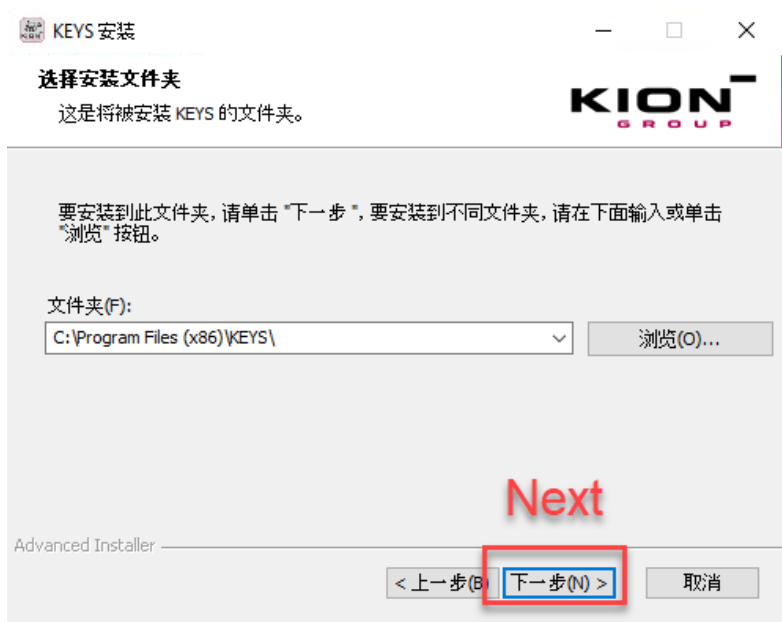 KEYS 安装
选择安装文件夹
这是将被安装 KEYS 的文件夹。
KION
GROUP
要安装到此文件夹,请单击 "下一步 ",要安装到不同文件夹,请在下面输入或单击
"浏览" 按钮。
文件夹(F):
C:\Program Files (x86)\KEYS\
浏览(O)...
Next
Advanced Installer
< 上一步(B)
下一步(N) >
取消